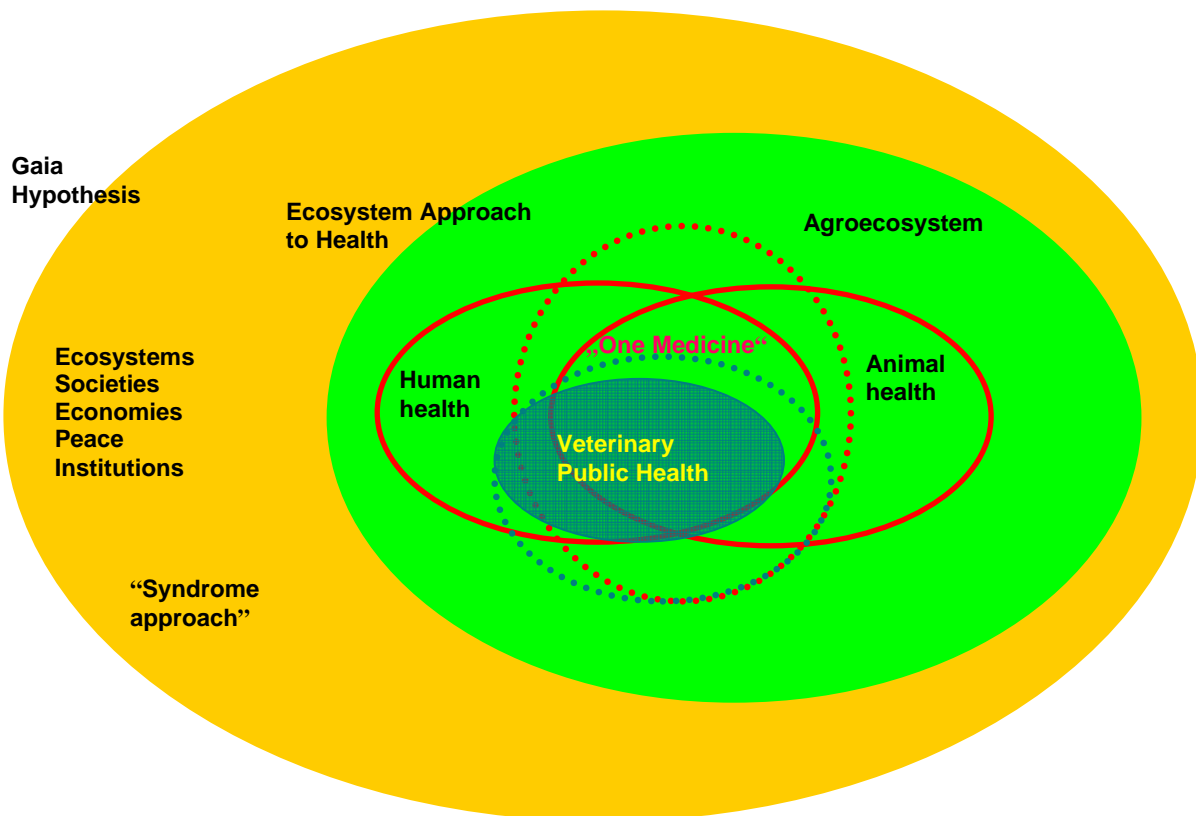 Gaia
Hypothesis
Ecosystem Approach
to Health
Agroecosystem
„One Medicine“
Ecosystems
Societies
Economies
Peace
Institutions
Human
health
Animal
health
Veterinary
Public Health
“Syndrome
approach”